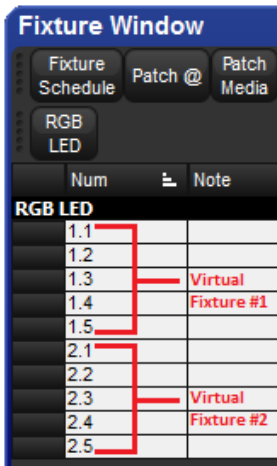 Fixture Window
Fixture Schedule
Patch @
Patch Media
RGB LED
Num
Note
RGB LED
1.1
1.2
1.3 Virtual
1.4 Fixture #1
1.5
2.1
2.2
2.3 Virtual
2.4 Fixture #2
2.5